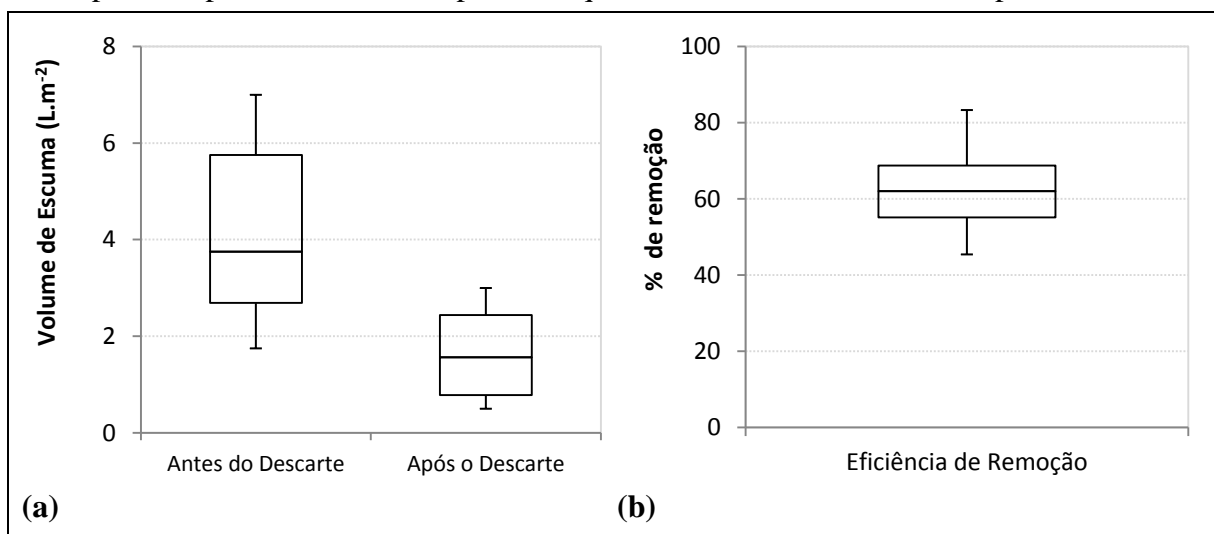 Volume de Escuma (L.m⁻²)
8
6
4
2
0
Antes do Descarte
Após o Descarte
(a)
% de remoção
100
80
60
40
20
0
Eficiência de Remoção
(b)